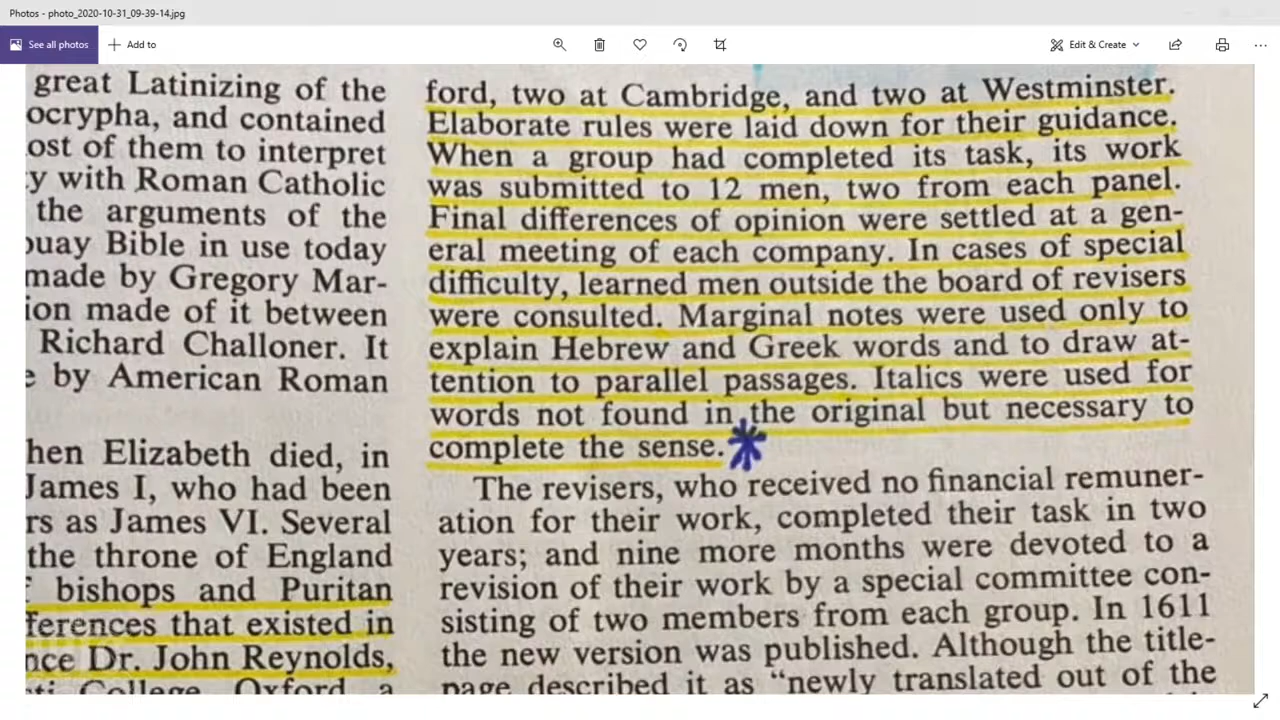 Photos - photo_2020-10-31_09-39-14.jpg
See all photos
Add to
Edit & Create
great Latinizing of the
ocrypha, and contained
ost of them to interpret
y with Roman Catholic
the arguments of the
ouay Bible in use today
made by Gregory Mar-
ion made of it between
Richard Challoner. It
e by American Roman
hen Elizabeth died, in
James I, who had been
rs as James VI. Several
the throne of England
bishops and Puritan
ferences that existed in
nce Dr. John Reynolds,
College, Oxford, a
ford, two at Cambridge, and two at Westminster.
Elaborate rules were laid down for their guidance.
When a group had completed its task, its work
was submitted to 12 men, two from each panel.
Final differences of opinion were settled at a gen-
eral meeting of each company. In cases of special
difficulty, learned men outside the board of revisers
were consulted. Marginal notes were used only to
explain Hebrew and Greek words and to draw at-
tention to parallel passages. Italics were used for
words not found in the original but necessary to
complete the sense.
The revisers, who received no financial remuner-
ation for their work, completed their task in two
years; and nine more months were devoted to a
revision of their work by a special committee con-
sisting of two members from each group. In 1611
the new version was published. Although the title-
page described it as “newly translated out of the